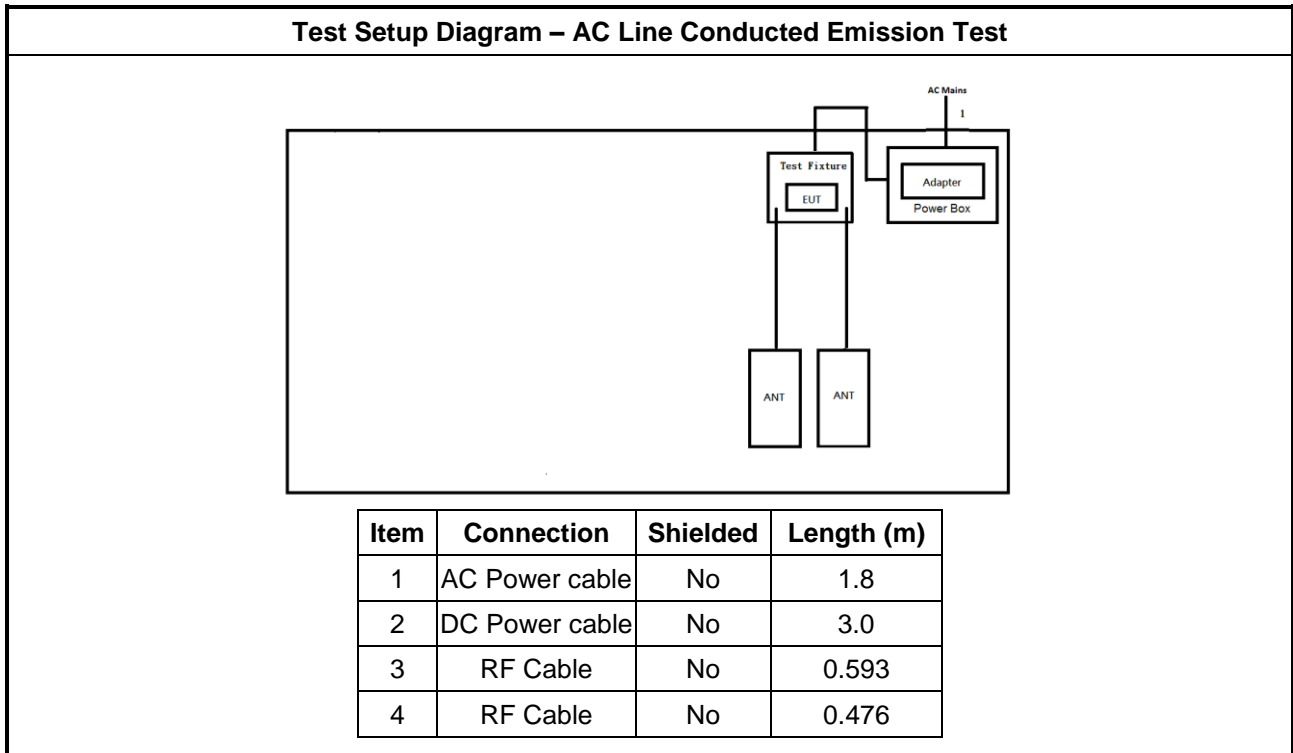 Test Setup Diagram – AC Line Conducted Emission Test
AC Mains
1
Test Fixture
EUT
Adapter
Power Box
ANT
ANT
Item Connection Shielded Length (m)
1 AC Power cable No 1.8
2 DC Power cable No 3.0
3 RF Cable No 0.593
4 RF Cable No 0.476